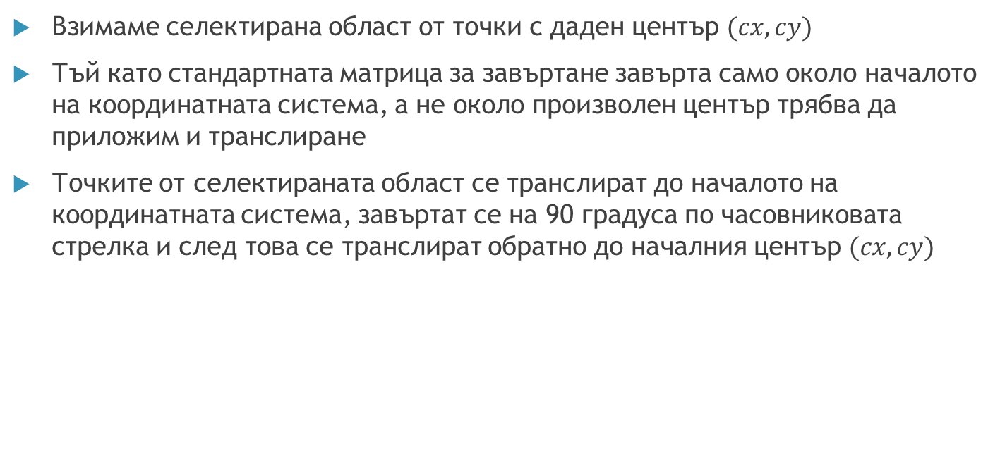 Взимаме селектирана област от точки с даден център (cx, cy)
Тъй като стандартната матрица за завъртане завърта само около началото
на координатната система, а не около произволен център трябва да
приложим и транслиране
Точките от селектираната област се транслират до началото на
координатната система, завъртат се на 90 градуса по часовниковата
стрелка и след това се транслират обратно до началния център (cx, cy)